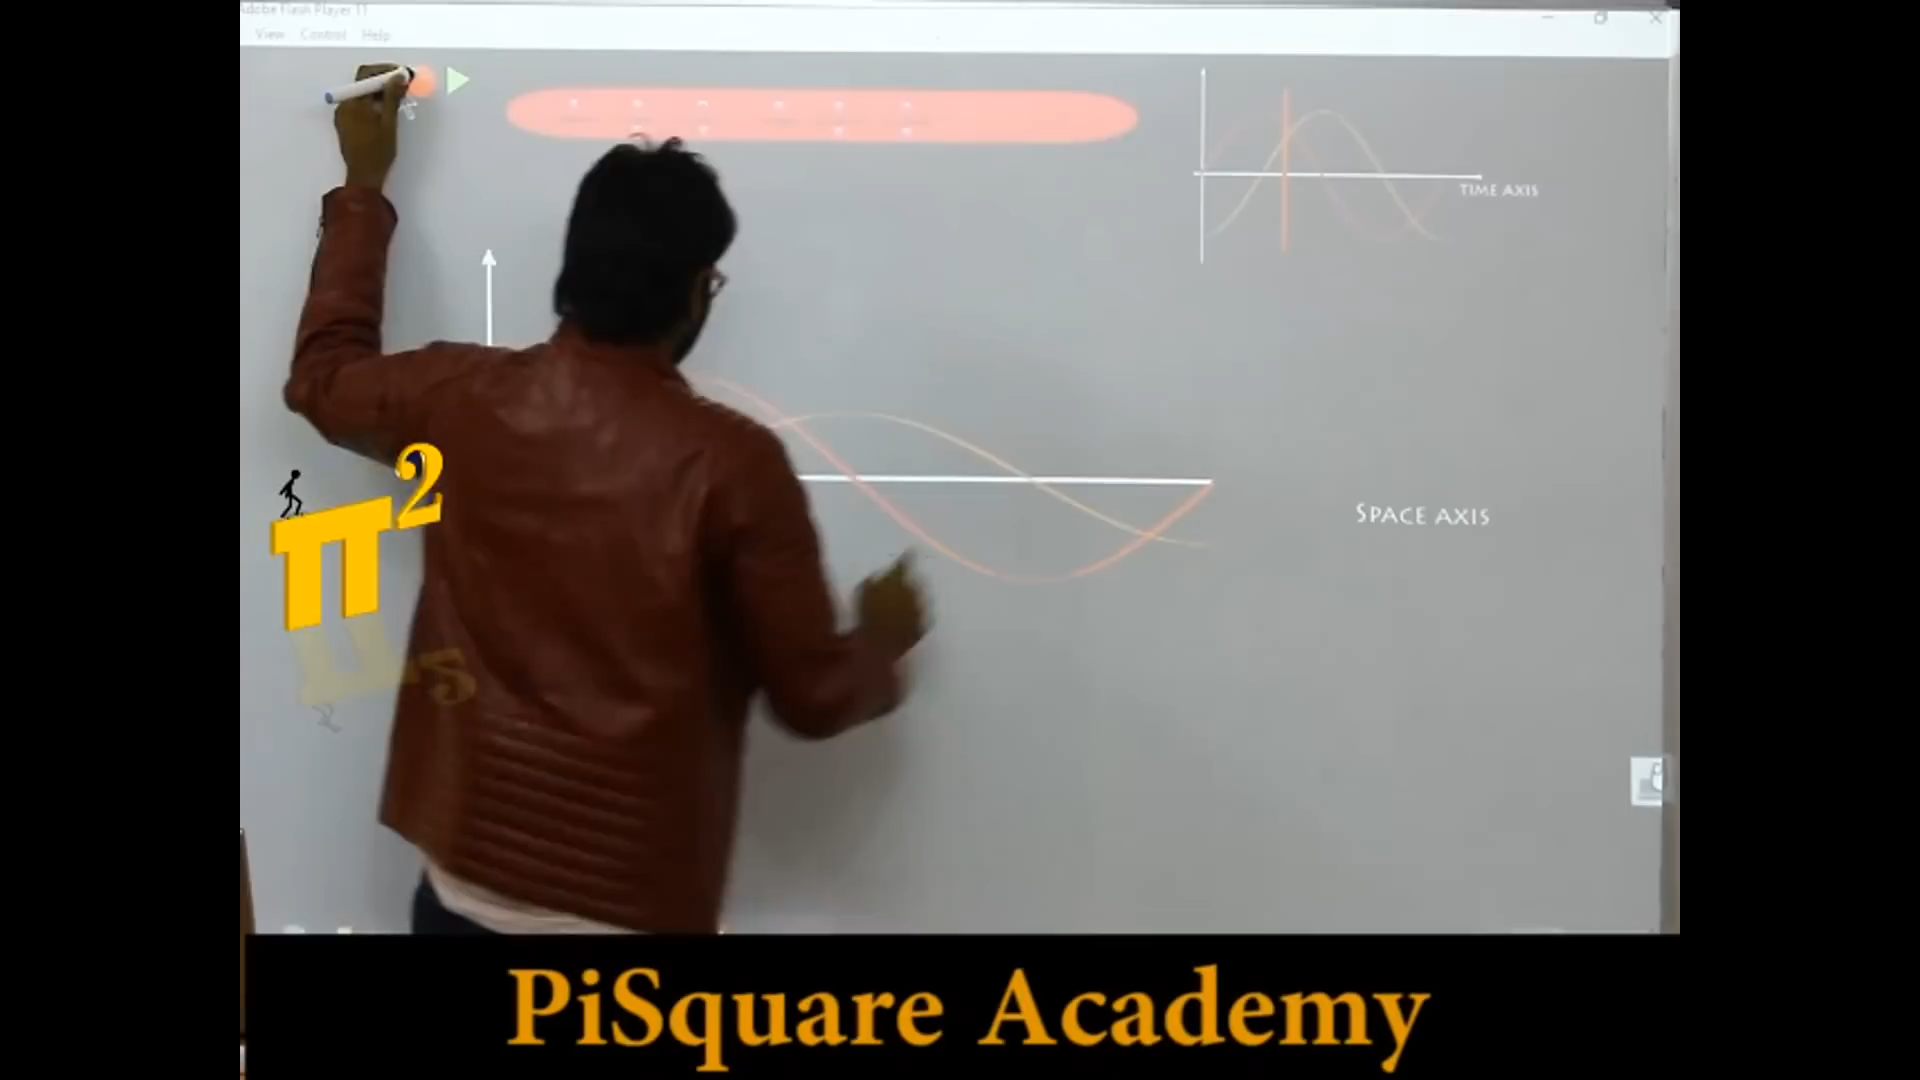 Adobe Flash Player 11
View Control Help
TIME AXIS
SPACE AXIS
π²
PiSquare Academy